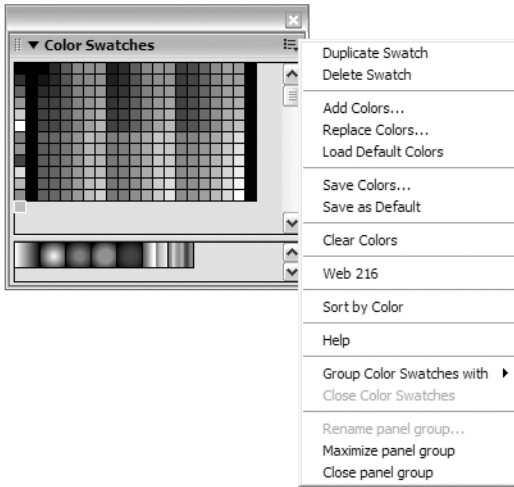 Color Swatches
Duplicate Swatch
Delete Swatch
Add Colors...
Replace Colors...
Load Default Colors
Save Colors...
Save as Default
Clear Colors
Web 216
Sort by Color
Help
Group Color Swatches with
Close Color Swatches
Rename panel group...
Maximize panel group
Close panel group